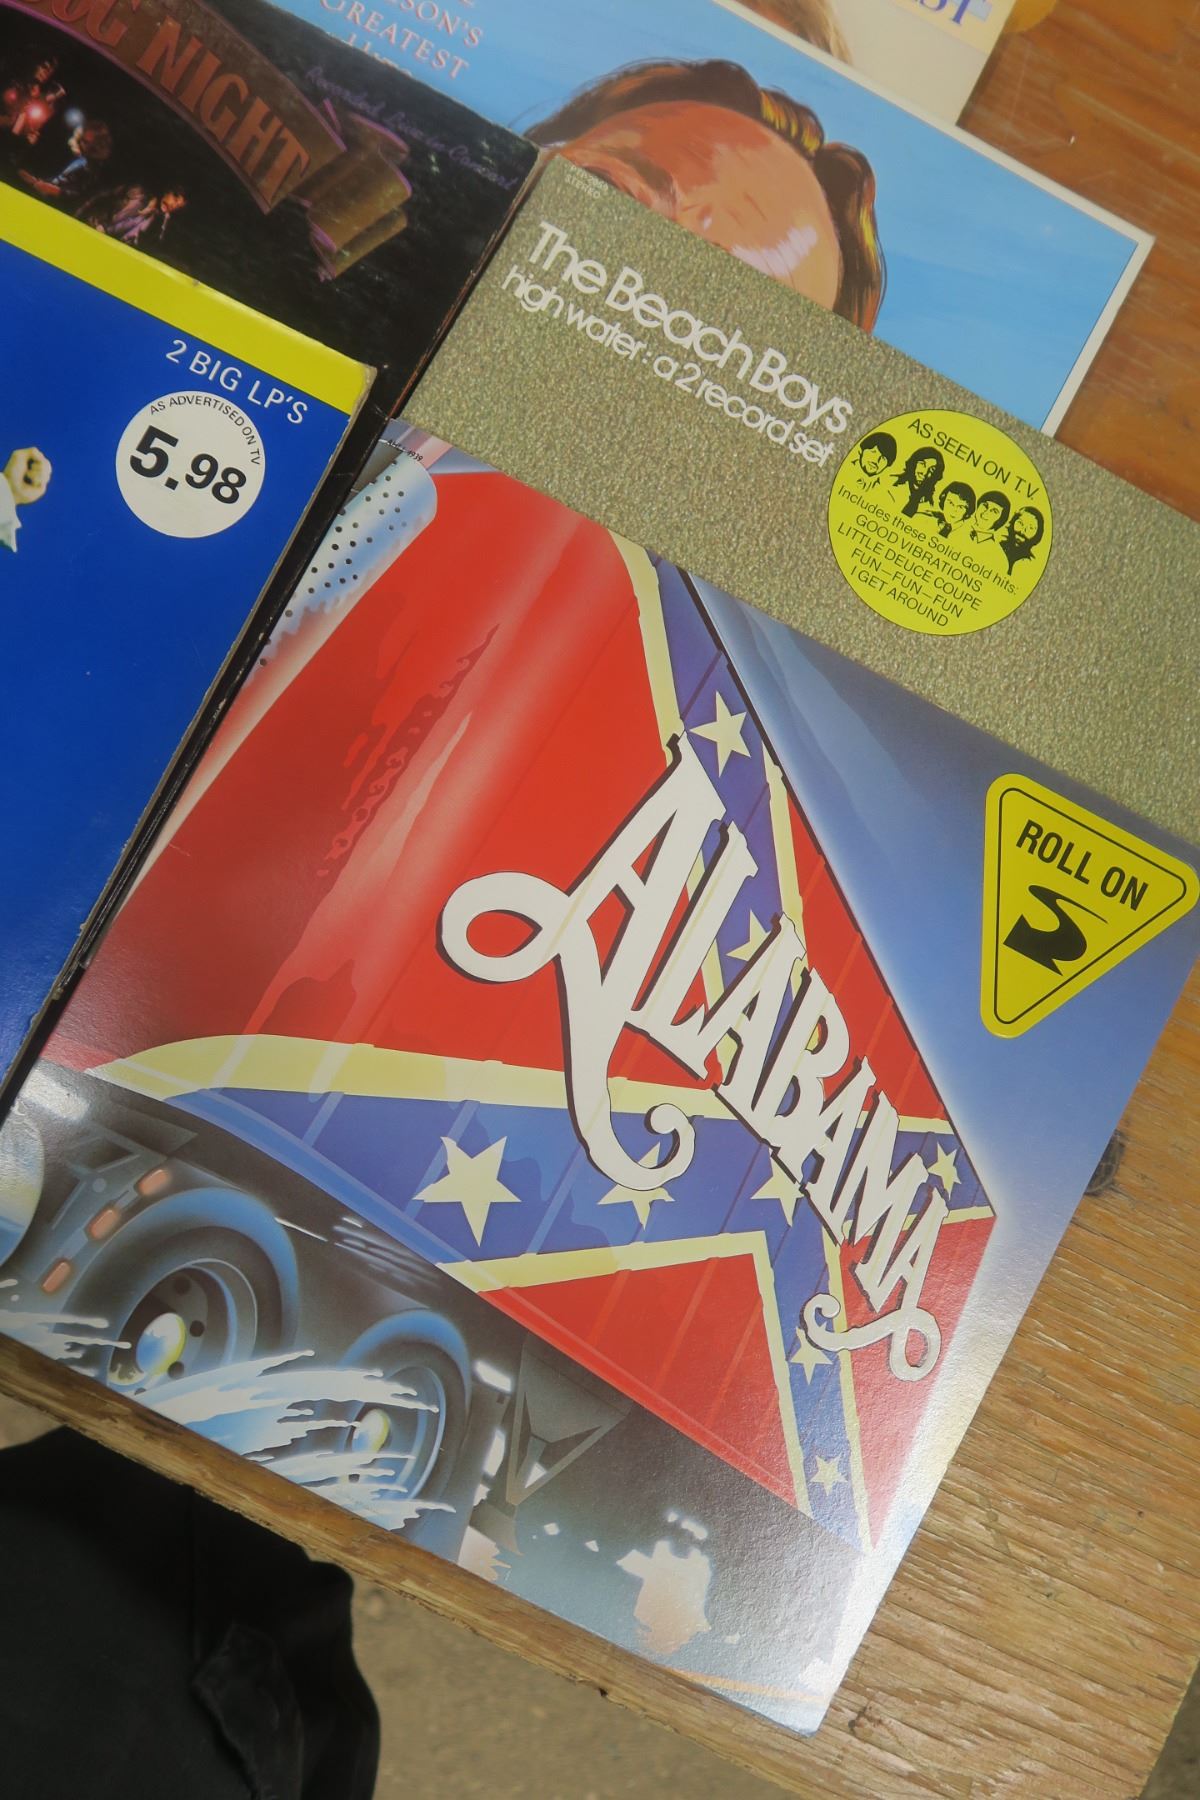 NIGHT
Recorded Live in Concert
SON'S
GREATEST
2 BIG LP'S
AS ADVERTISED ON TV
5.98
STEREO
The Beach Boys
high water: a 2 record set
AS SEEN ON T.V.
Includes these Solid Gold hits:
GOOD VIBRATIONS
LITTLE DEUCE COUPE
FUN-FUN-FUN
I GET AROUND
ALABAMA
ROLL ON